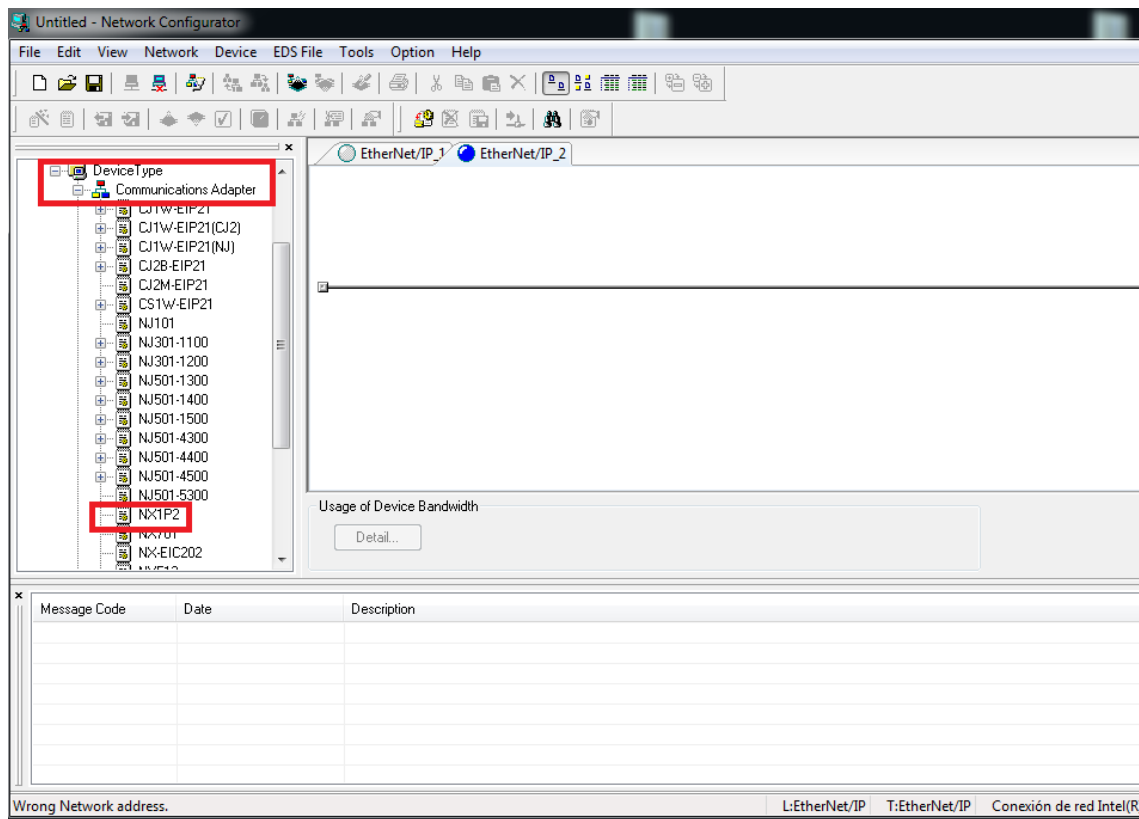 Untitled - Network Configurator
File Edit View Network Device EDS File Tools Option Help
EtherNet/IP_1 EtherNet/IP_2
DeviceType
Communications Adapter
CJ1W-EIP21
CJ1W-EIP21(CJ2)
CJ1W-EIP21(NJ)
CJ2B-EIP21
CJ2M-EIP21
CS1W-EIP21
NJ101
NJ301-1100
NJ301-1200
NJ501-1300
NJ501-1400
NJ501-1500
NJ501-4300
NJ501-4400
NJ501-4500
NJ501-5300
NX1P2
NX701
NX-EIC202
Usage of Device Bandwidth
Detail...
Message Code Date Description
Wrong Network address. L:EtherNet/IP T:EtherNet/IP Conexión de red Intel(R